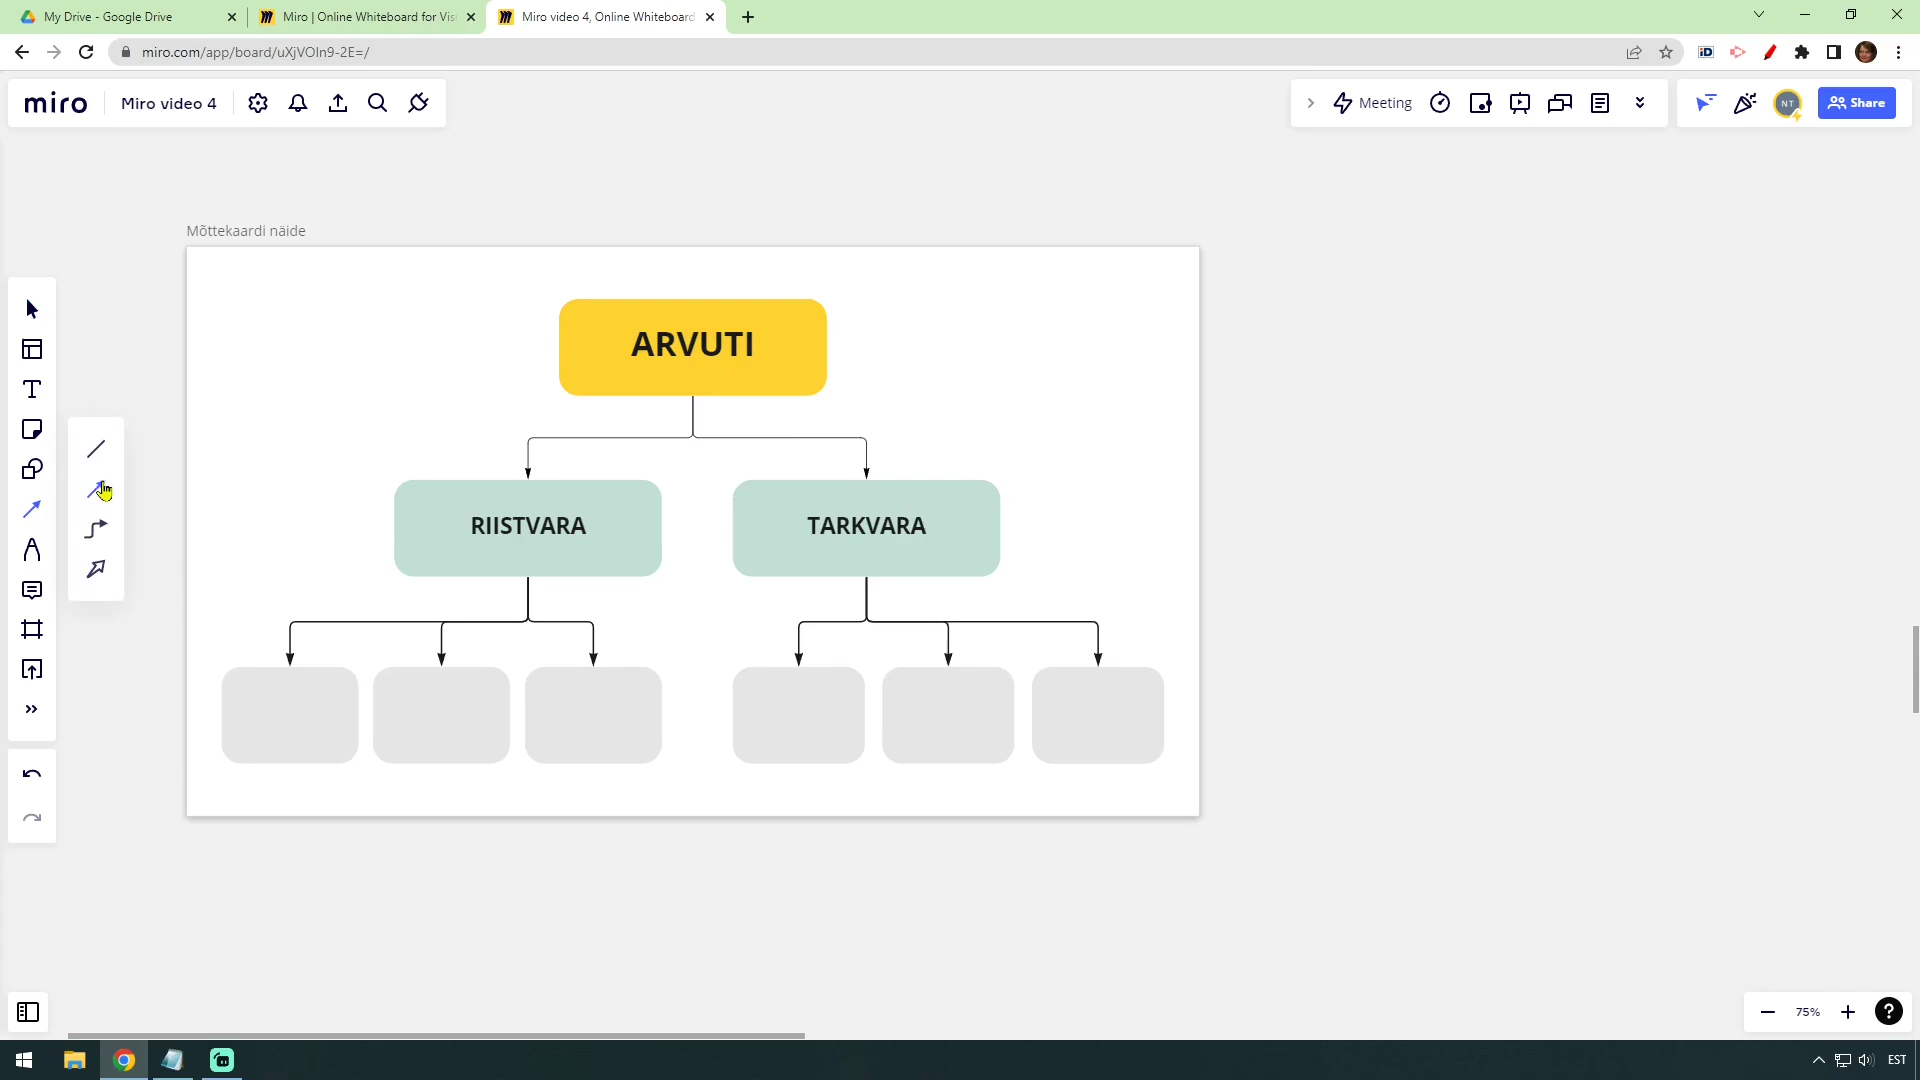 My Drive - Google Drive
Miro | Online Whiteboard for Vis
Miro video 4, Online Whiteboard
miro.com/app/board/uXjVOIn9-2E=/
miro
Miro video 4
Meeting
NT
Share
Mõttekaardi näide
ARVUTI
RIISTVARA
TARKVARA
75%
?
EST